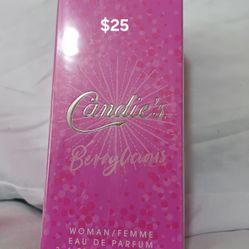 $25
Candie's
Berrylicious
WOMAN/FEMME
EAU DE PARFUM